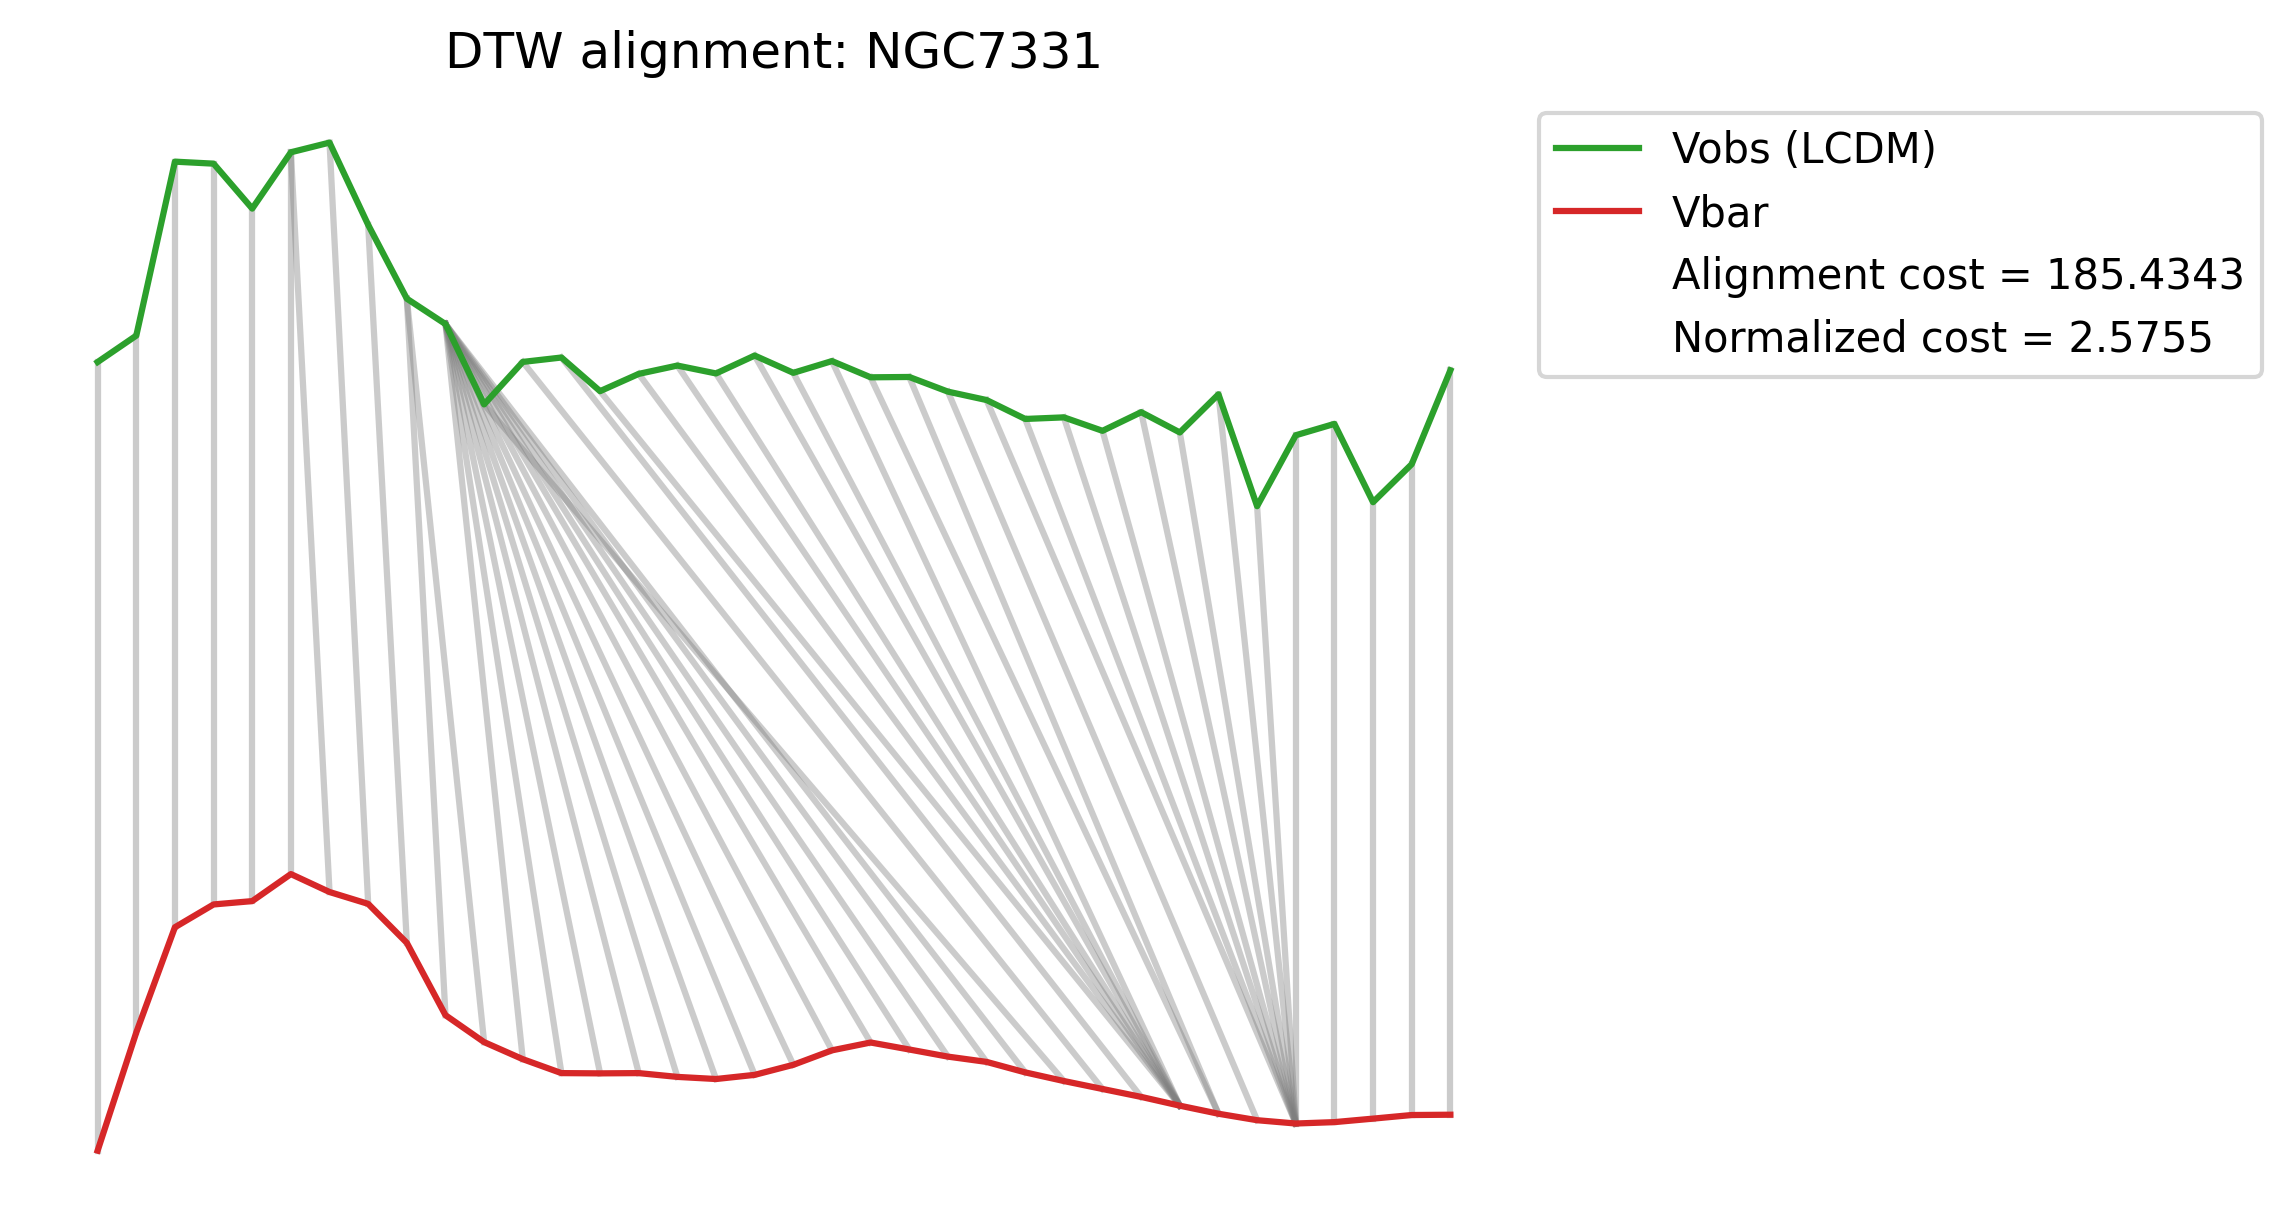 DTW alignment: NGC7331
Vobs (LCDM)
Vbar
Alignment cost = 185.4343
Normalized cost = 2.5755